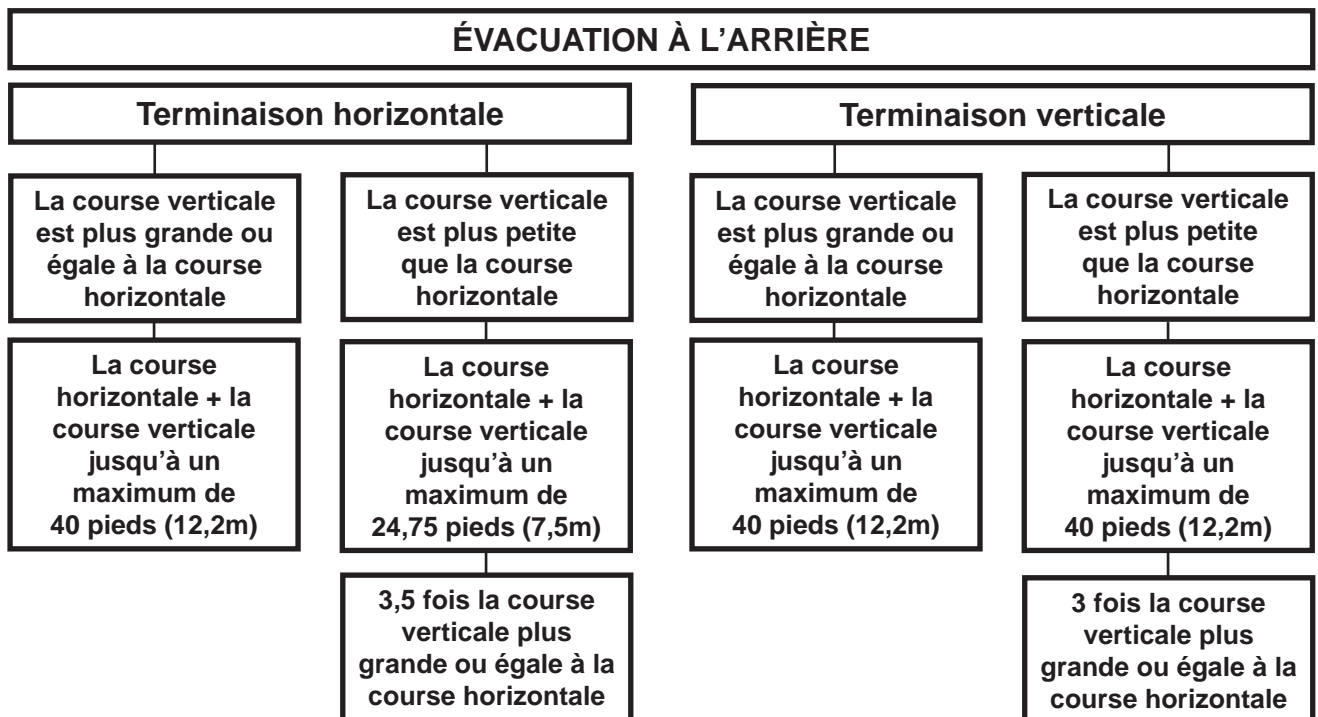 ÉVACUATION À L’ARRIÈRE
Terminaison horizontale
La course verticale
est plus grande ou
égale à la course
horizontale
La course
horizontale + la
course verticale
jusqu’à un
maximum de
40 pieds (12,2m)
La course verticale
est plus petite
que la course
horizontale
La course
horizontale + la
course verticale
jusqu’à un
maximum de
24,75 pieds (7,5m)
3,5 fois la course
verticale plus
grande ou égale à la
course horizontale
Terminaison verticale
La course verticale
est plus grande ou
égale à la course
horizontale
La course
horizontale + la
course verticale
jusqu’à un
maximum de
40 pieds (12,2m)
La course verticale
est plus petite
que la course
horizontale
La course
horizontale + la
course verticale
jusqu’à un
maximum de
40 pieds (12,2m)
3 fois la course
verticale plus
grande ou égale à la
course horizontale